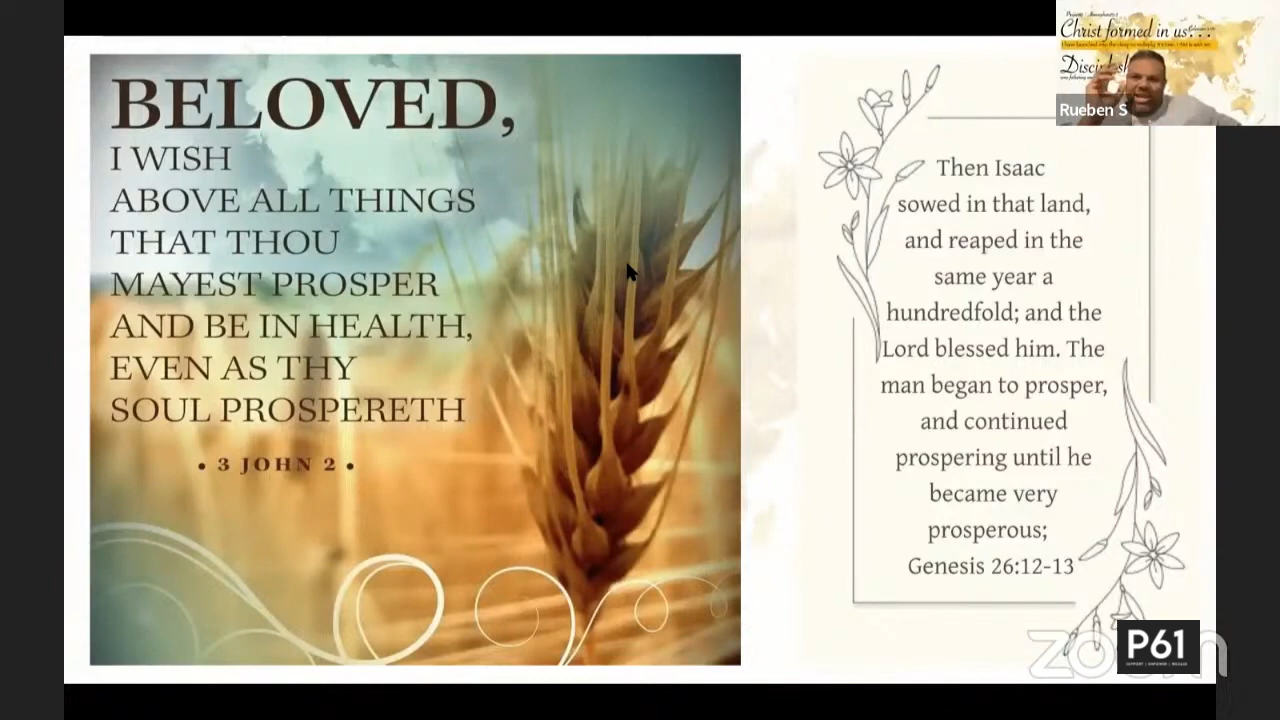 BELOVED,
I WISH
ABOVE ALL THINGS
THAT THOU
MAYEST PROSPER
AND BE IN HEALTH,
EVEN AS THY
SOUL PROSPERETH
• 3 JOHN 2 •
Then Isaac
sowed in that land,
and reaped in the
same year a
hundredfold; and the
Lord blessed him. The
man began to prosper,
and continued
prospering until he
became very
prosperous;
Genesis 26:12-13
Christ formed in us...
Rueben S
zoom
P61